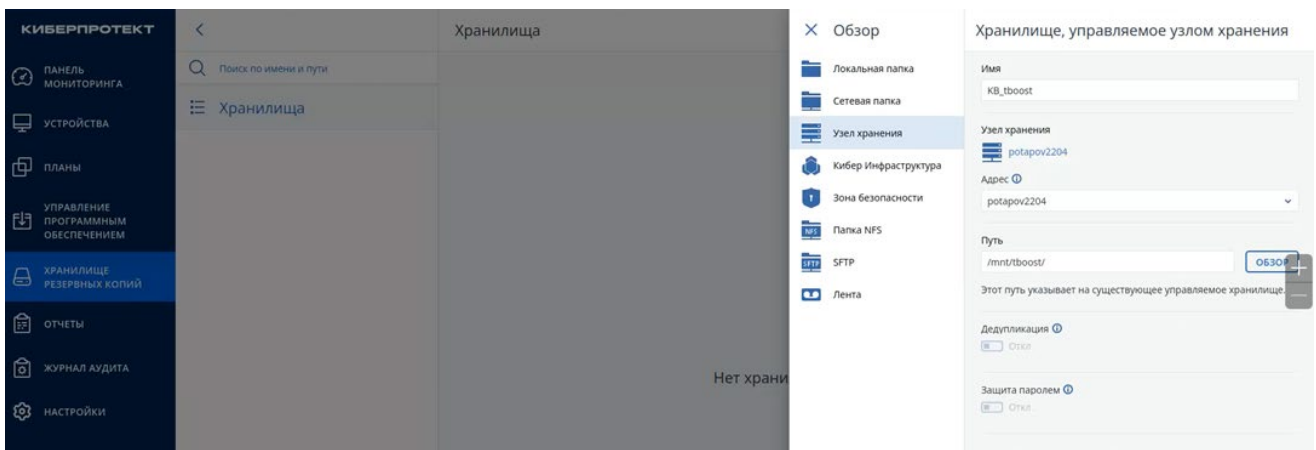 КИБЕРПРОТЕКТ
ПАНЕЛЬ
МОНИТОРИНГА
УСТРОЙСТВА
ПЛАНЫ
УПРАВЛЕНИЕ
ПРОГРАММНЫМ
ОБЕСПЕЧЕНИЕМ
ХРАНИЛИЩЕ
РЕЗЕРВНЫХ КОПИЙ
ОТЧЕТЫ
ЖУРНАЛ АУДИТА
НАСТРОЙКИ
Поиск по имени и пути
Хранилища
Хранилища
Нет храни
Обзор
Локальная папка
Сетевая папка
Узел хранения
Кибер Инфраструктура
Зона безопасности
NFS Папка NFS
SFTP SFTP
Лента
Хранилище, управляемое узлом хранения
Имя
KB_tboost
Узел хранения
potapov2204
Адрес
potapov2204
Путь
/mnt/tboost/
ОБЗОР
Этот путь указывает на существующее управляемое хранилище.
Дедупликация
Откл
Защита паролем
Откл